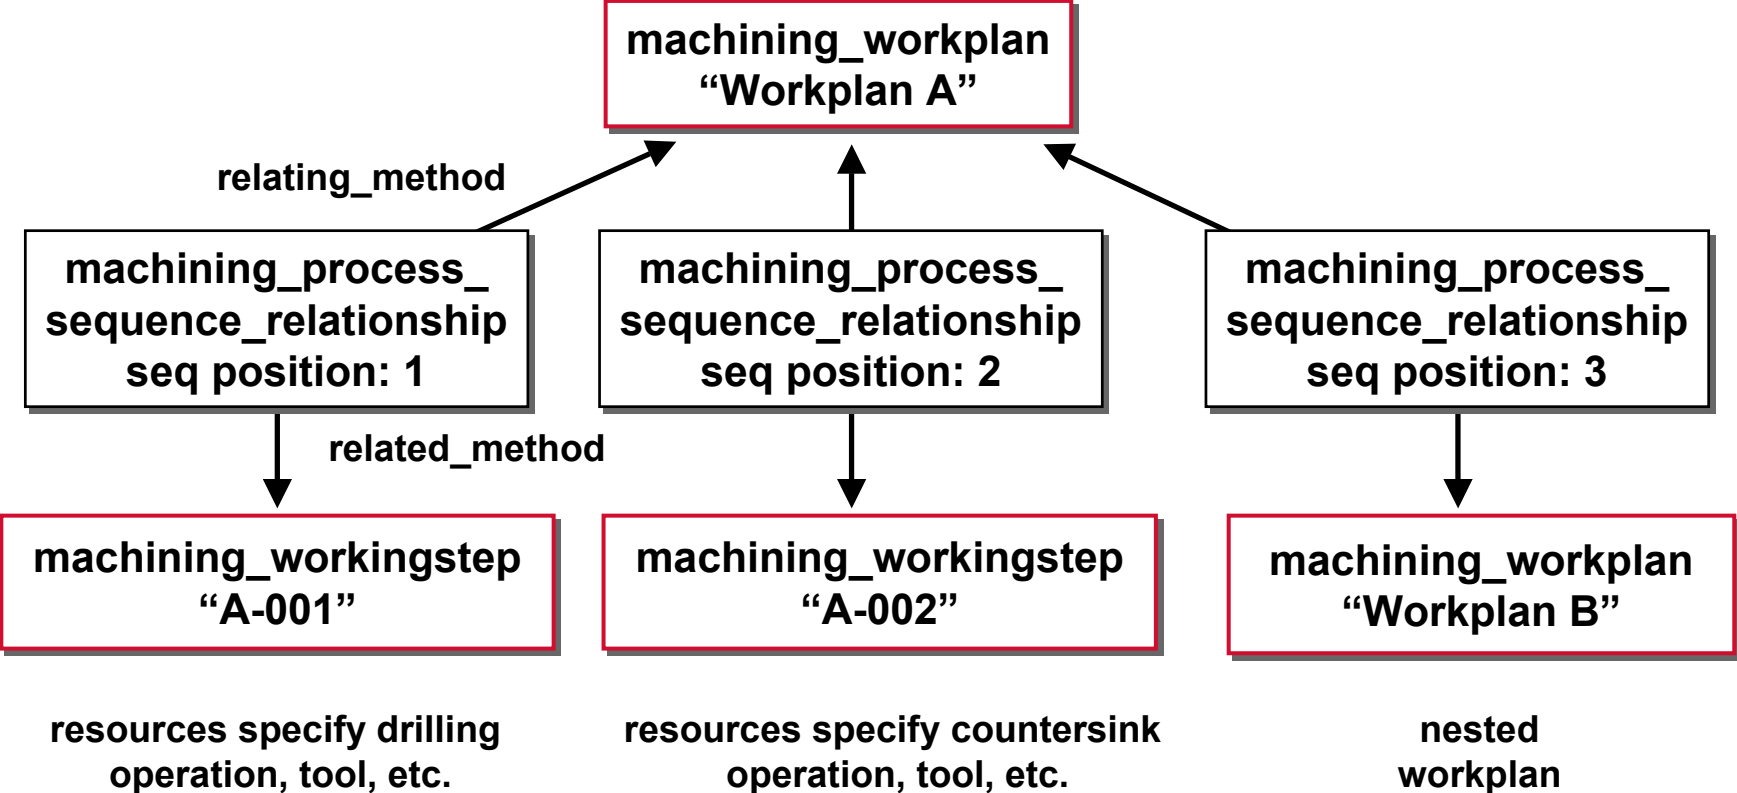 machining_workplan
“Workplan A”
relating_method
machining_process_
sequence_relationship
seq position: 1
machining_process_
sequence_relationship
seq position: 2
machining_process_
sequence_relationship
seq position: 3
related_method
machining_workingstep
“A-001”
machining_workingstep
“A-002”
machining_workplan
“Workplan B”
resources specify drilling
operation, tool, etc.
resources specify countersink
operation, tool, etc.
nested
workplan